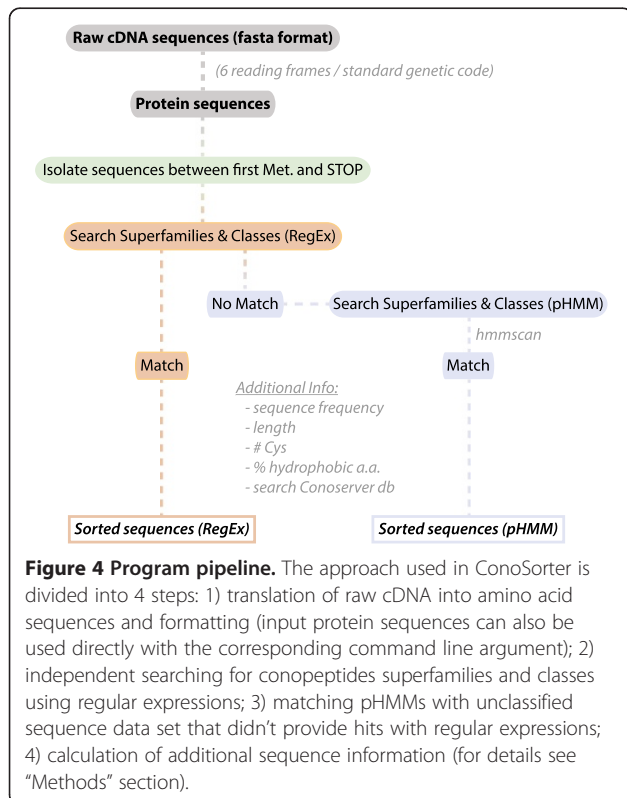 Raw cDNA sequences (fasta format)
(6 reading frames / standard genetic code)
Protein sequences
Isolate sequences between first Met. and STOP
Search Superfamilies & Classes (RegEx)
No Match
Search Superfamilies & Classes (pHMM)
hmmscan
Match
Match
Additional Info:
- sequence frequency
- length
- # Cys
- % hydrophobic a.a.
- search Conoserver db
Sorted sequences (RegEx)
Sorted sequences (pHMM)
Figure 4 Program pipeline. The approach used in ConoSorter is
divided into 4 steps: 1) translation of raw cDNA into amino acid
sequences and formatting (input protein sequences can also be
used directly with the corresponding command line argument); 2)
independent searching for conopeptides superfamilies and classes
using regular expressions; 3) matching pHMMs with unclassified
sequence data set that didn't provide hits with regular expressions;
4) calculation of additional sequence information (for details see
"Methods" section).